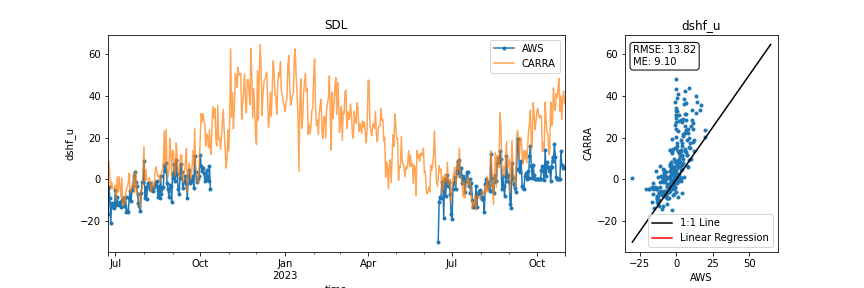 SDL
dshf_u
60
40
20
0
−20
dshf_u
AWS
CARRA
Jul
Oct
Jan
2023
Apr
Jul
Oct
time
RMSE: 13.82
ME: 9.10
60
40
20
0
−20
CARRA
1:1 Line
Linear Regression
−25
0
25
50
AWS